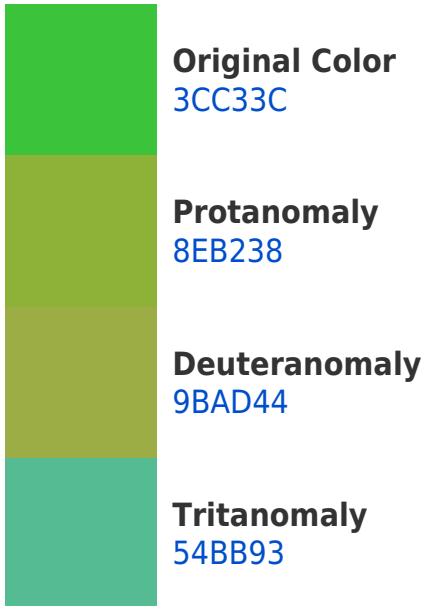 Original Color
3CC33C
Protanomaly
8EB238
Deuteranomaly
9BAD44
Tritanomaly
54BB93